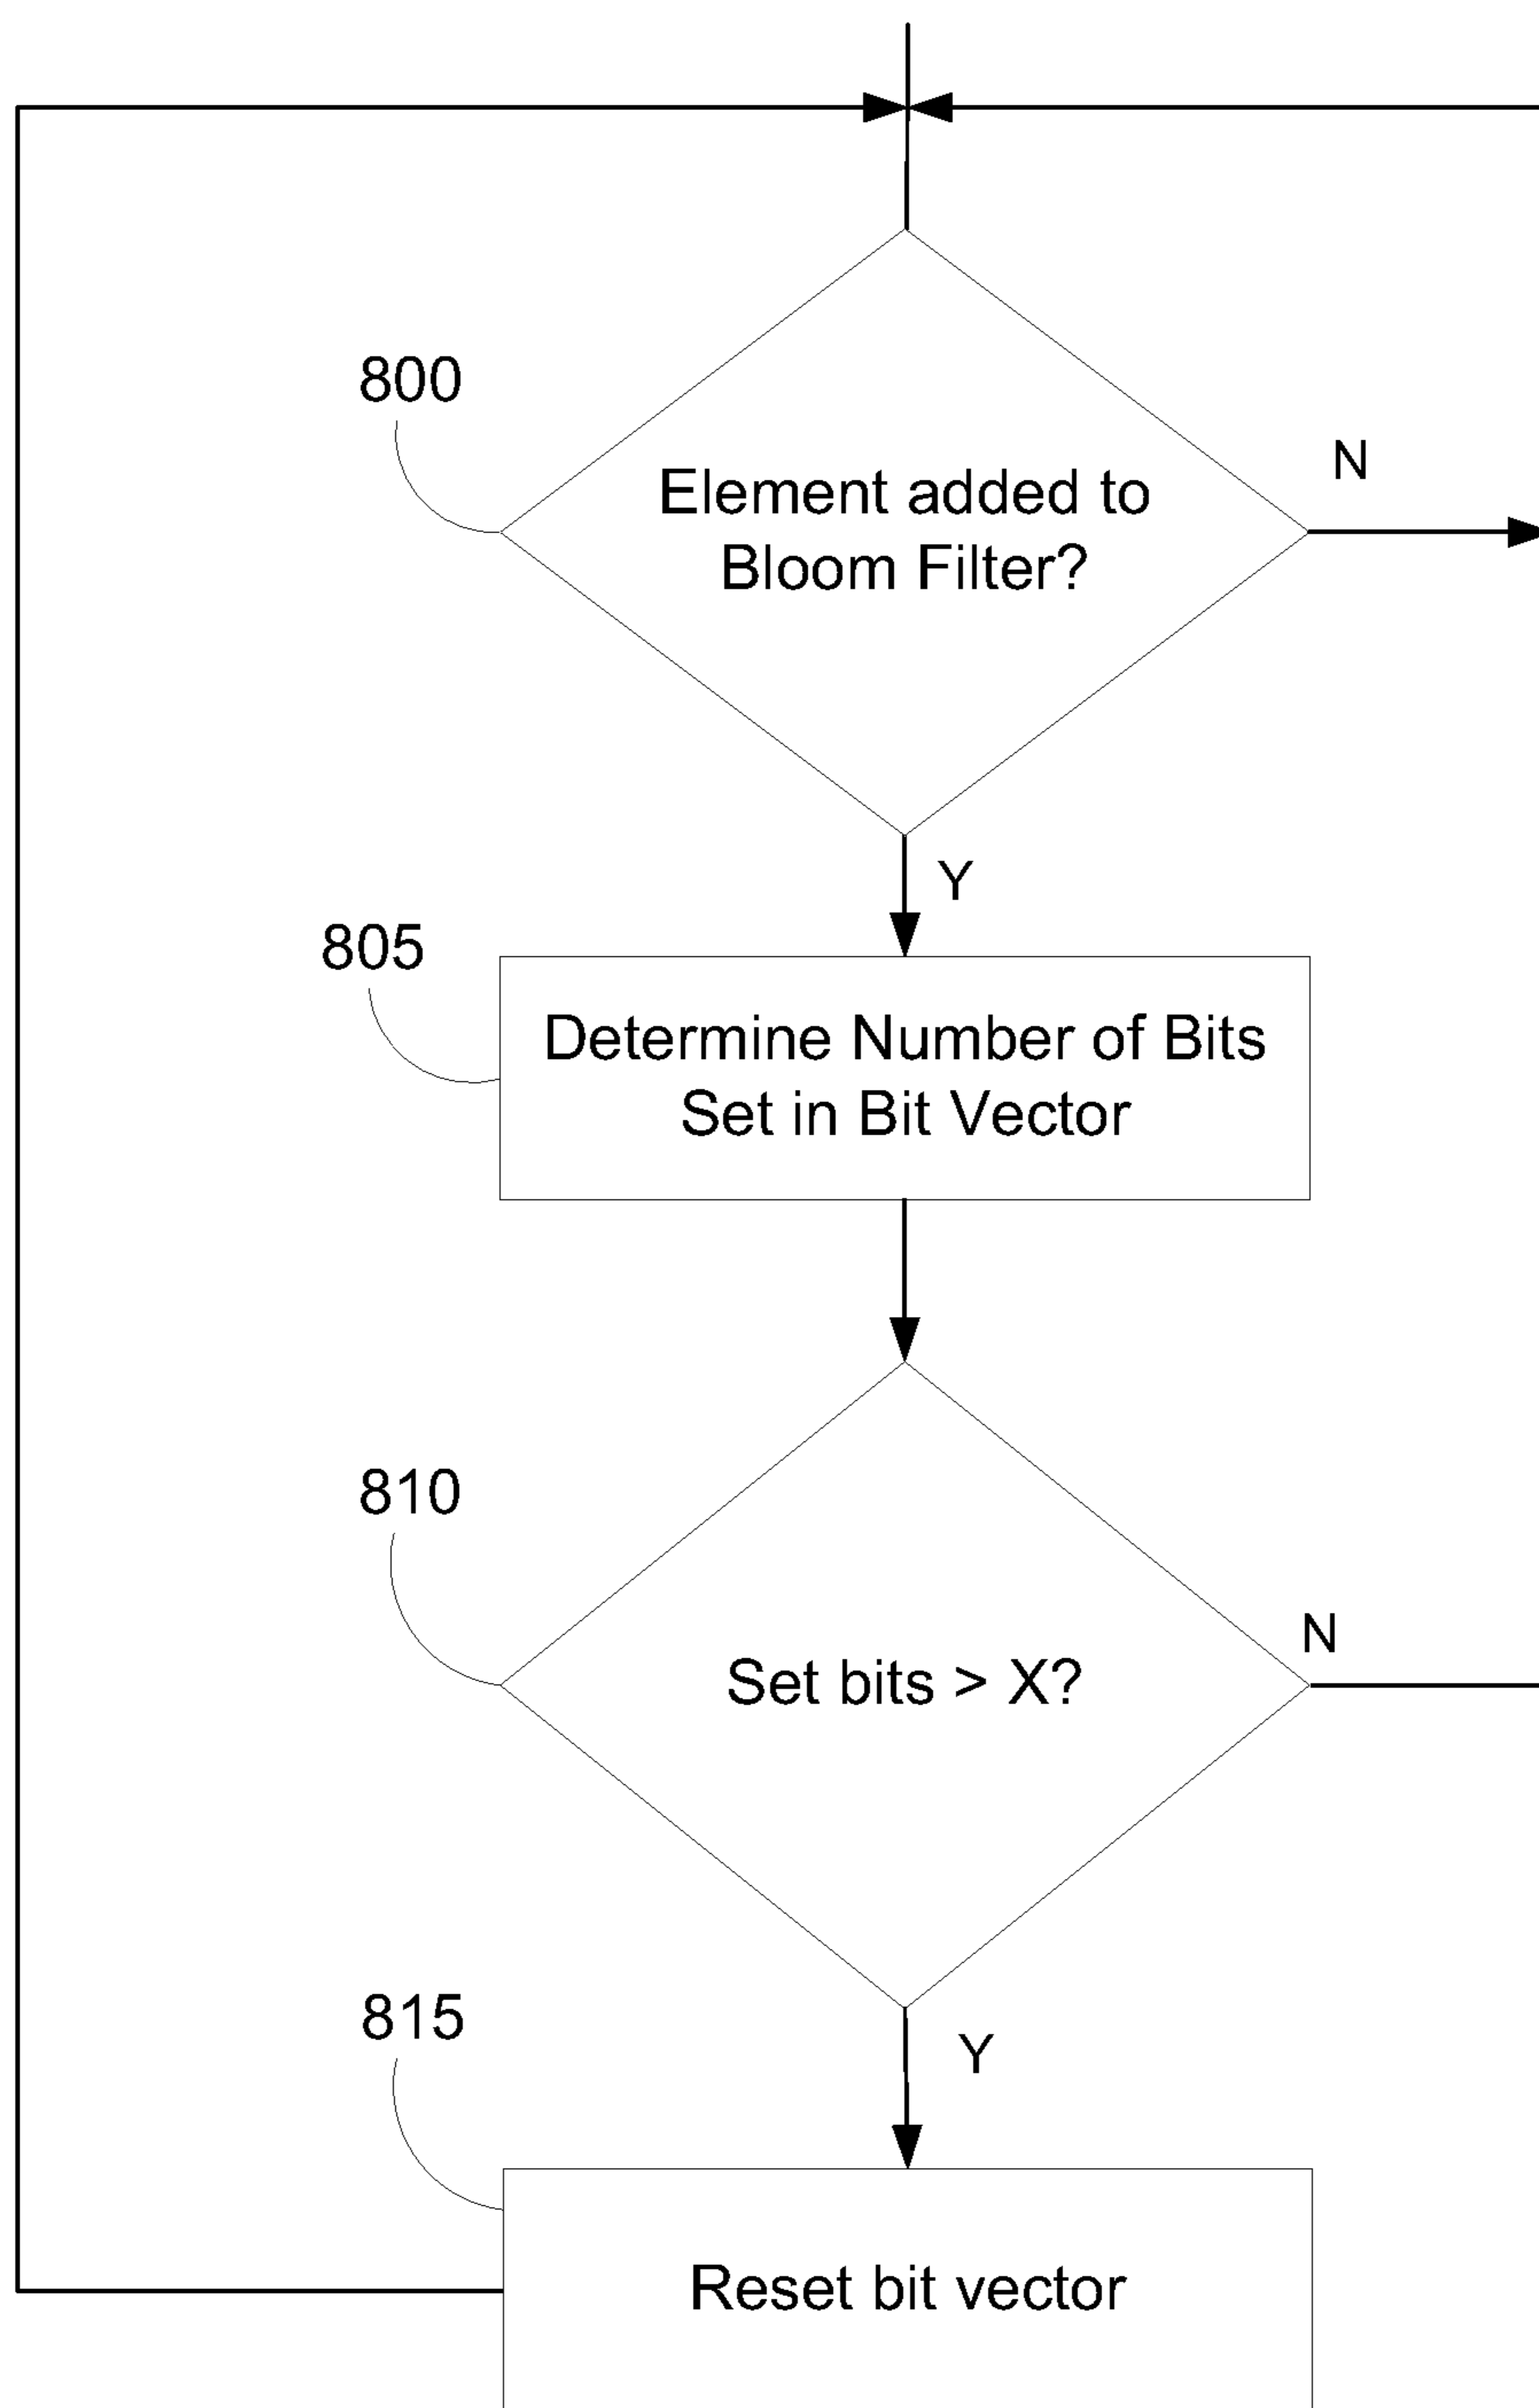 800
Element added to
Bloom Filter?
N
Y
805
Determine Number of Bits
Set in Bit Vector
810
N
Set bits > X?
Y
815
Reset bit vector